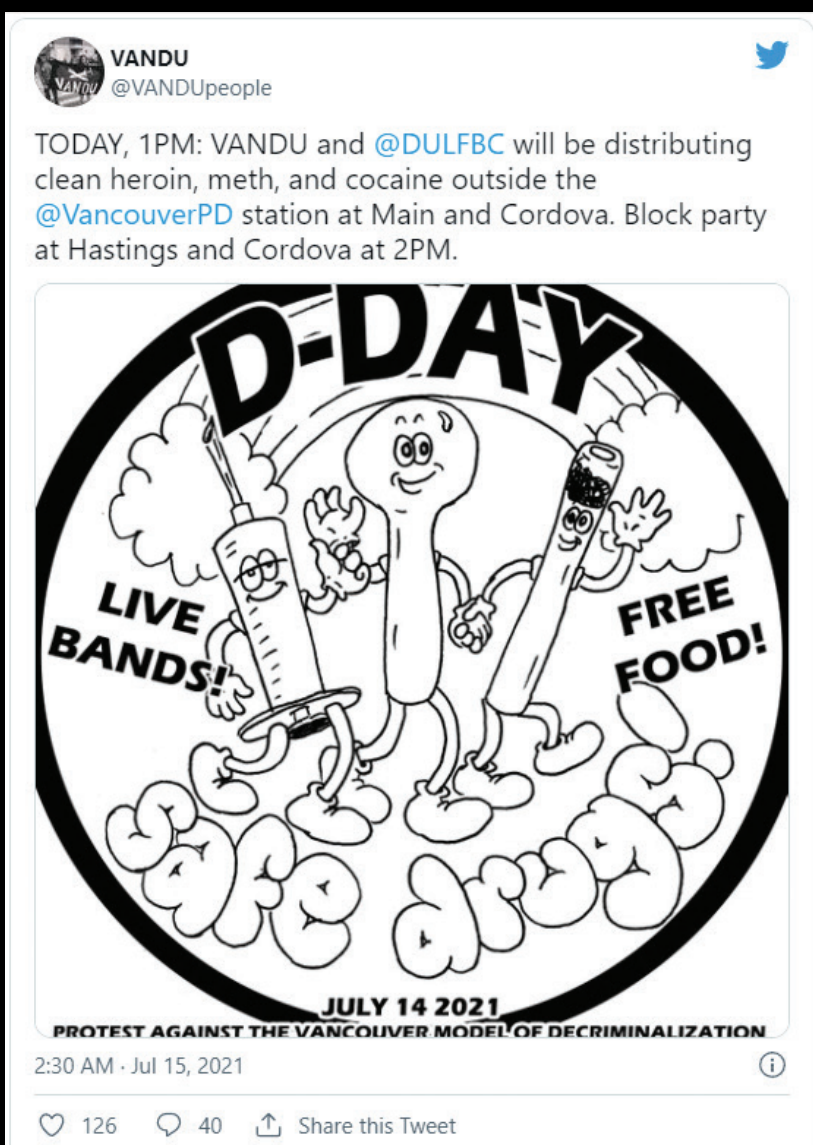 VANDU
@VANDUpeople
TODAY, 1PM: VANDU and @DULFBC will be distributing
clean heroin, meth, and cocaine outside the
@VancouverPD station at Main and Cordova. Block party
at Hastings and Cordova at 2PM.
D-DAY
LIVE
BANDS!
FREE
FOOD!
safe drugs!
JULY 14 2021
PROTEST AGAINST THE VANCOUVER MODEL OF DECRIMINALIZATION
2:30 AM · Jul 15, 2021
126 40 Share this Tweet